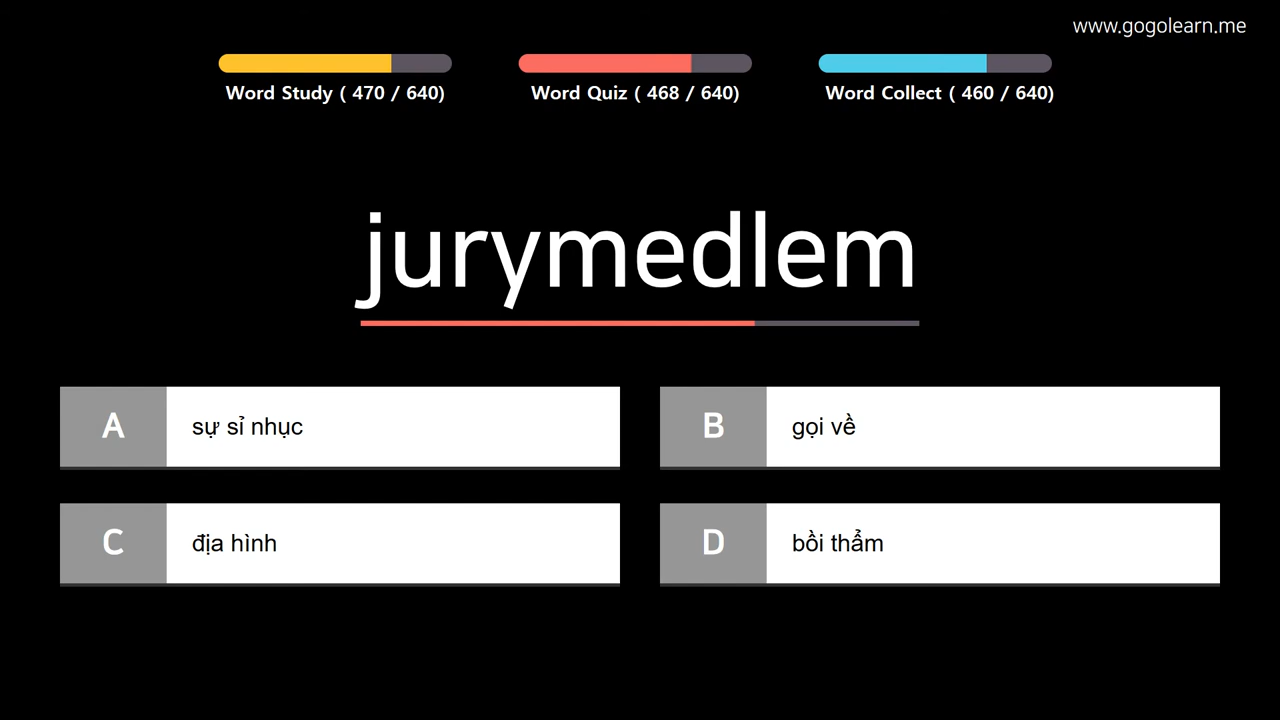 www.gogolearn.me
Word Study ( 470 / 640)
Word Quiz ( 468 / 640)
Word Collect ( 460 / 640)
jurymedlem
A sự sỉ nhục
B gọi về
C địa hình
D bồi thẩm